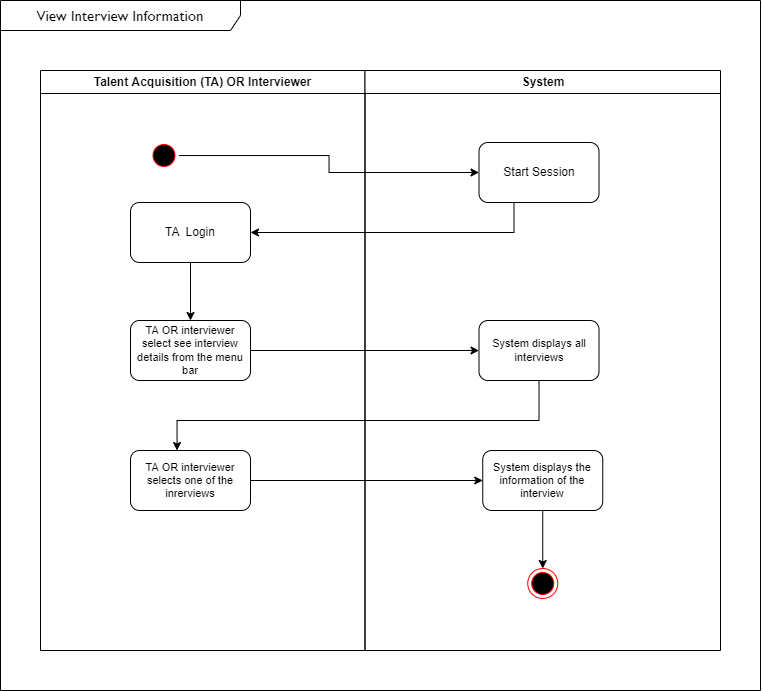 View Interview Information
Talent Acquisition (TA) OR Interviewer
System
Start Session
TA Login
TA OR interviewer
select see interview
details from the menu
bar
System displays all
interviews
TA OR interviewer
selects one of the
inrerviews
System displays the
information of the
interview